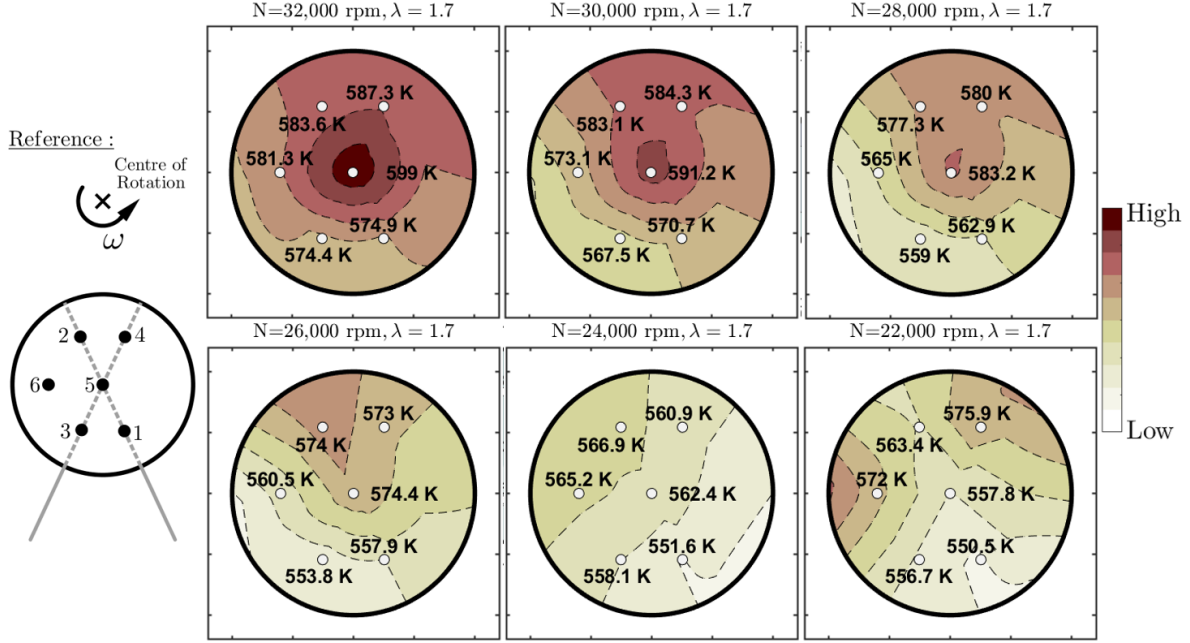 N=32,000 rpm, λ = 1.7
N=30,000 rpm, λ = 1.7
N=28,000 rpm, λ = 1.7
Reference :
Centre of
Rotation
ω
2
4
6
5
3
1
587.3 K
583.6 K
581.3 K
599 K
574.9 K
574.4 K
584.3 K
583.1 K
573.1 K
591.2 K
570.7 K
567.5 K
580 K
577.3 K
565 K
583.2 K
562.9 K
559 K
High
Low
N=26,000 rpm, λ = 1.7
N=24,000 rpm, λ = 1.7
N=22,000 rpm, λ = 1.7
573 K
574 K
560.5 K
574.4 K
557.9 K
553.8 K
560.9 K
566.9 K
565.2 K
562.4 K
551.6 K
558.1 K
575.9 K
563.4 K
572 K
557.8 K
550.5 K
556.7 K